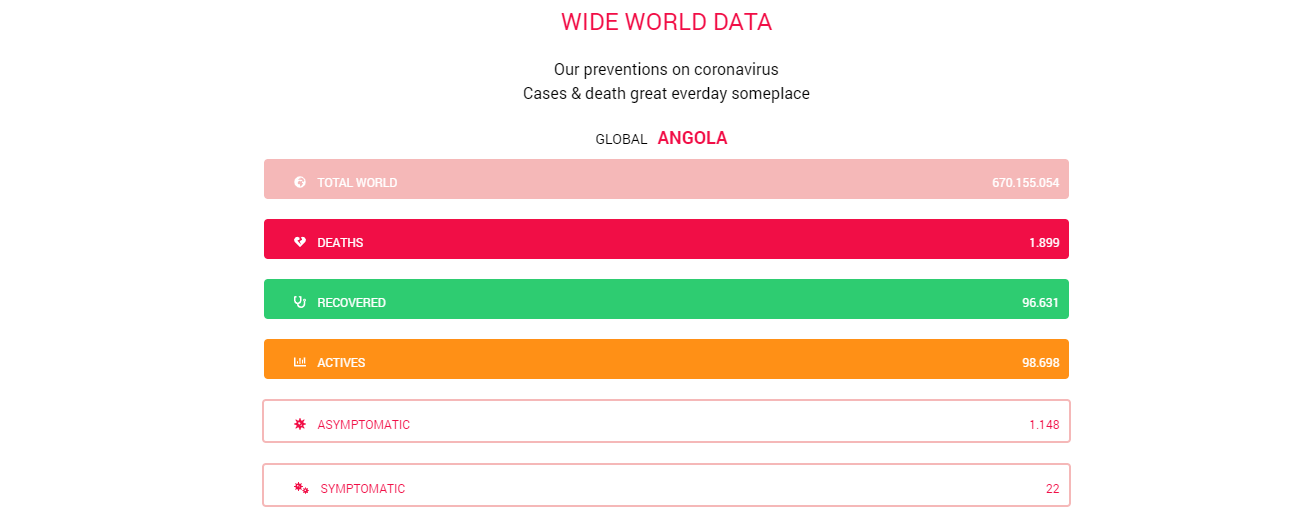 WIDE WORLD DATA
Our preventions on coronavirus
Cases & death great everday someplace
GLOBAL ANGOLA
TOTAL WORLD 670.155.054
DEATHS 1.899
RECOVERED 96.631
ACTIVES 98.698
ASYMPTOMATIC 1.148
SYMPTOMATIC 22